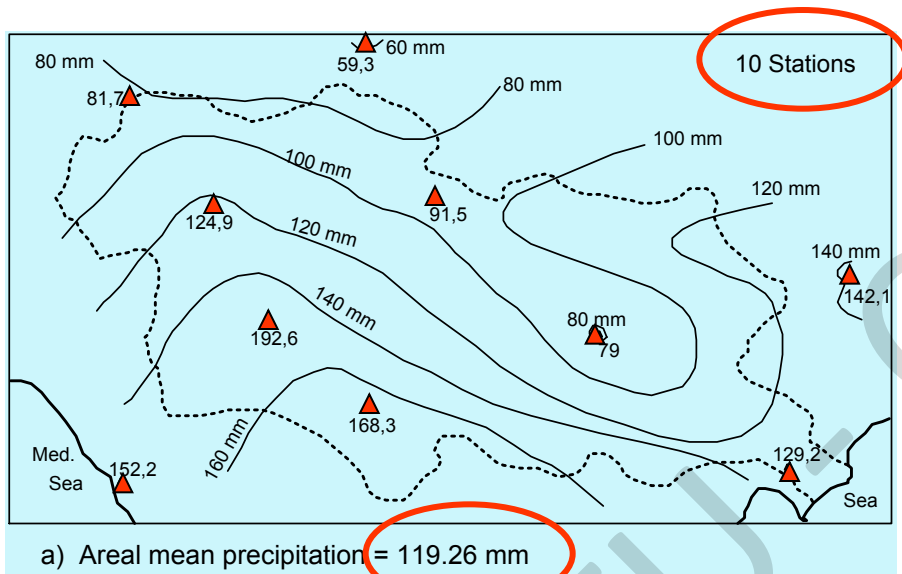 60 mm
59,3
10 Stations
80 mm
80 mm
81,7
100 mm
100 mm
120 mm
91,5
124,9
120 mm
140 mm
142,1
140 mm
192,6
80 mm
79
168,3
160 mm
Med.
Sea
152,2
129,2
Sea
a) Areal mean precipitation = 119.26 mm